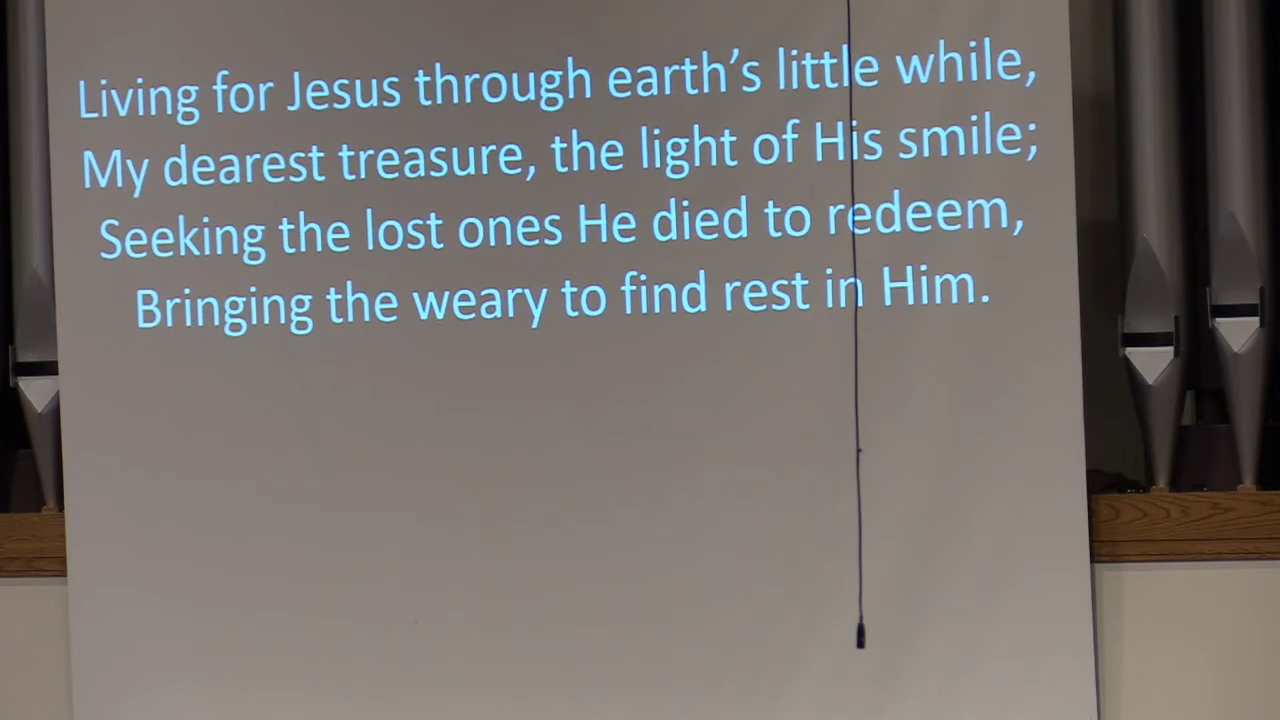 Living for Jesus through earth’s little while,
My dearest treasure, the light of His smile;
Seeking the lost ones He died to redeem,
Bringing the weary to find rest in Him.